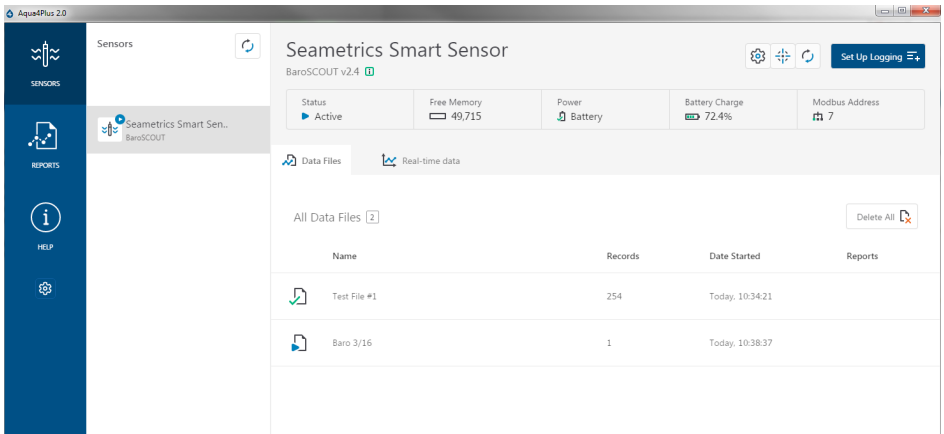 Aqua4Plus 2.0
SENSORS
REPORTS
HELP
Sensors
Seametrics Smart Sen..
BaroSCOUT
Seametrics Smart Sensor
BaroSCOUT v2.4
Set Up Logging
Status
Active
Free Memory
49,715
Power
Battery
Battery Charge
72.4%
Modbus Address
7
Data Files
Real-time data
All Data Files 2
Delete All
Name Records Date Started Reports
Test File #1 254 Today, 10:34:21
Baro 3/16 1 Today, 10:38:37